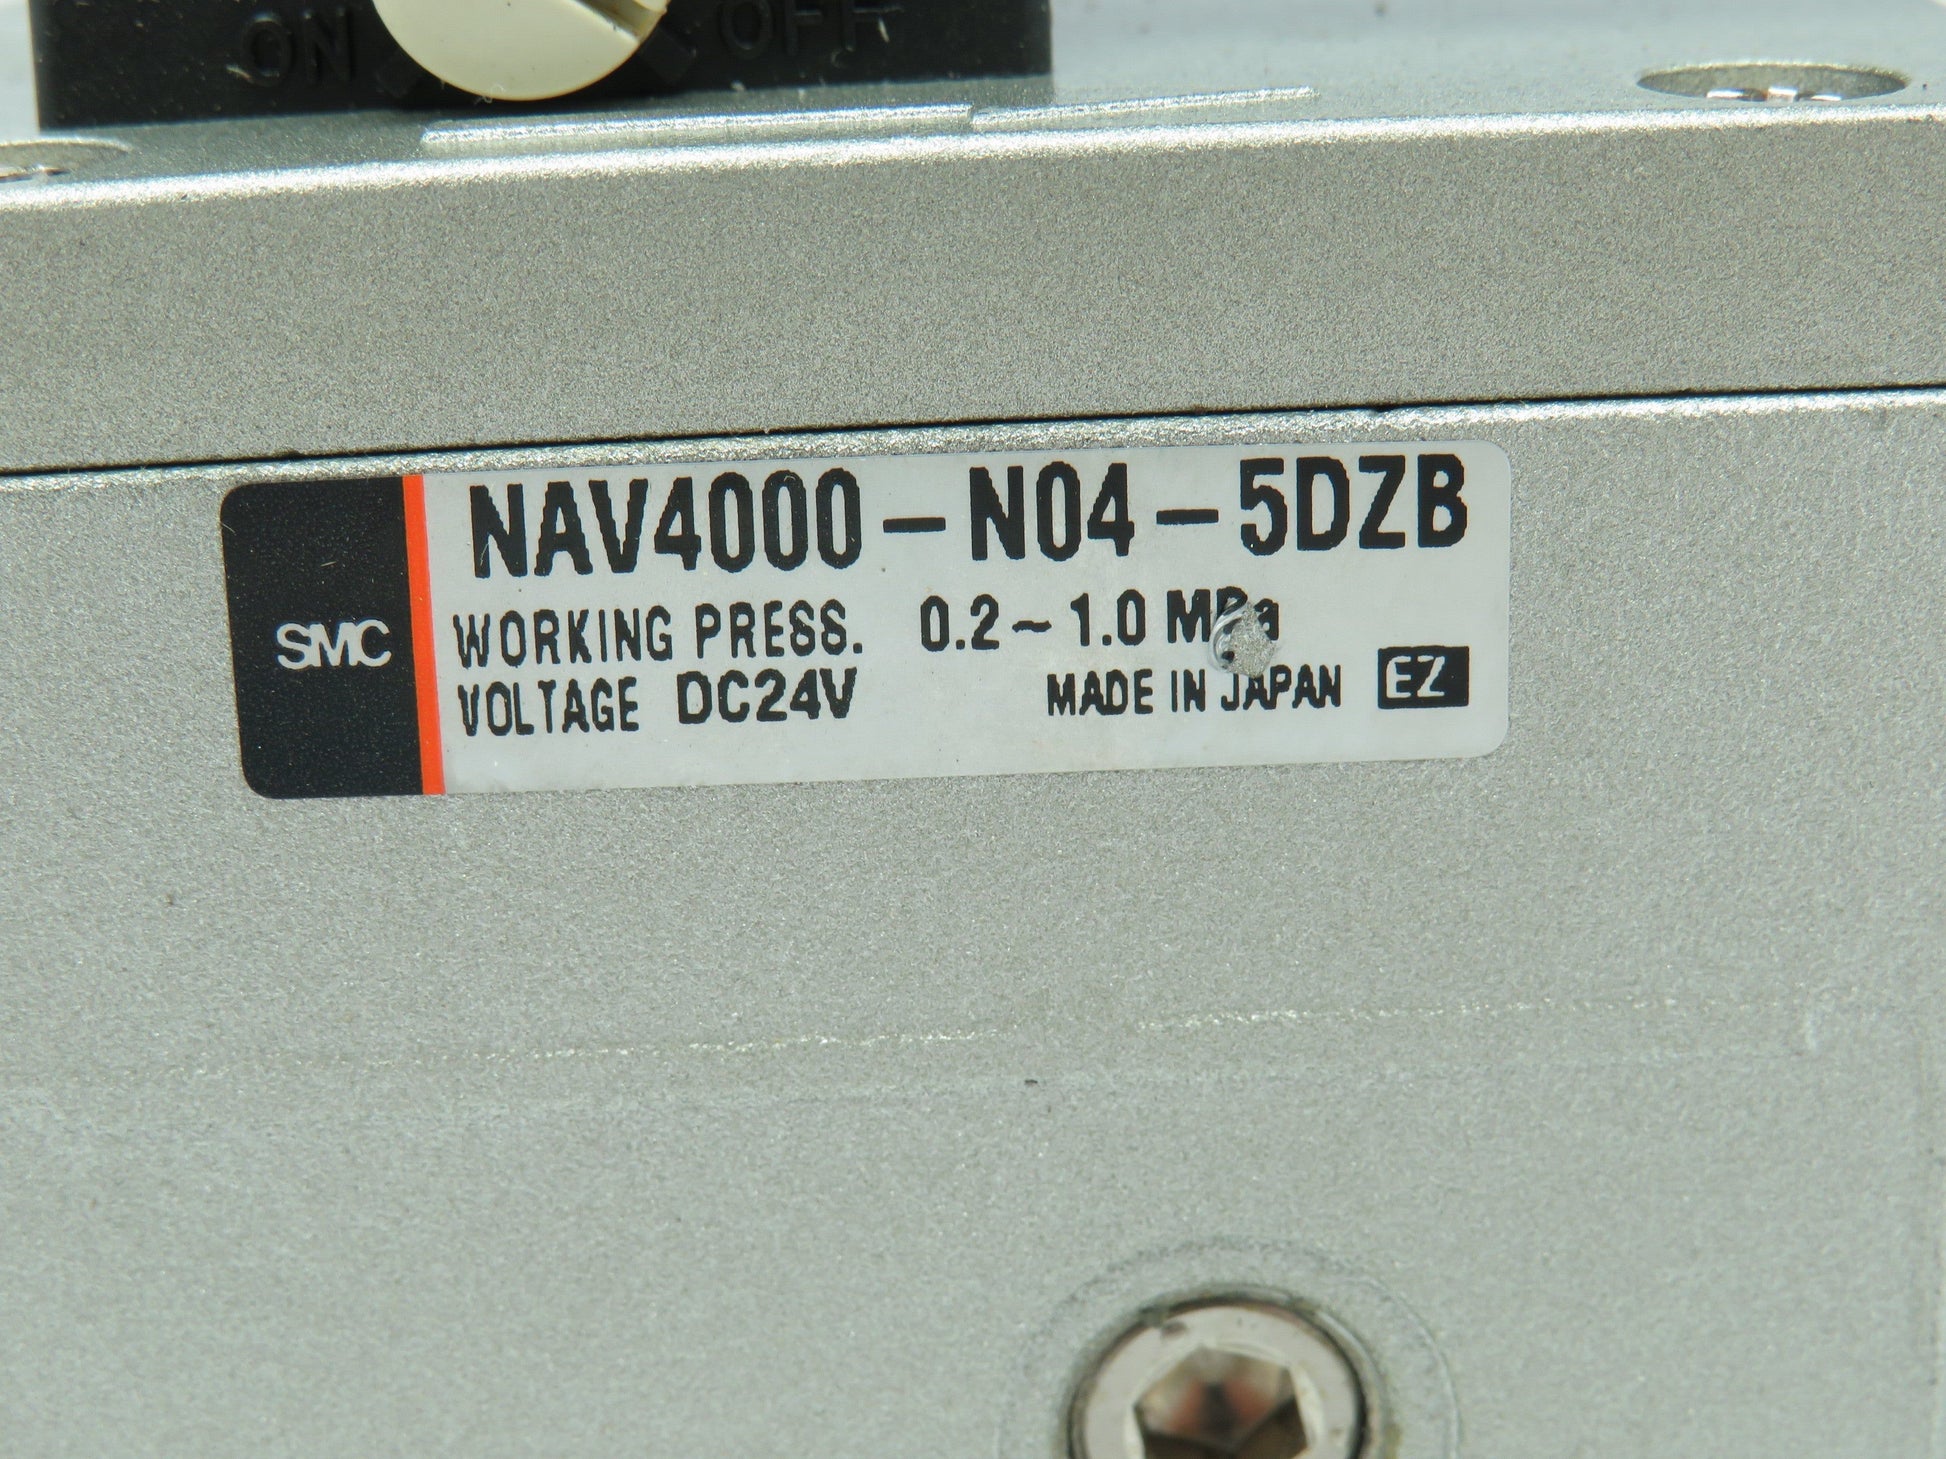 ON OFF
NAV4000-N04-5DZB
SMC
WORKING PRESS. 0.2~1.0 MPa
VOLTAGE DC24V MADE IN JAPAN EZ